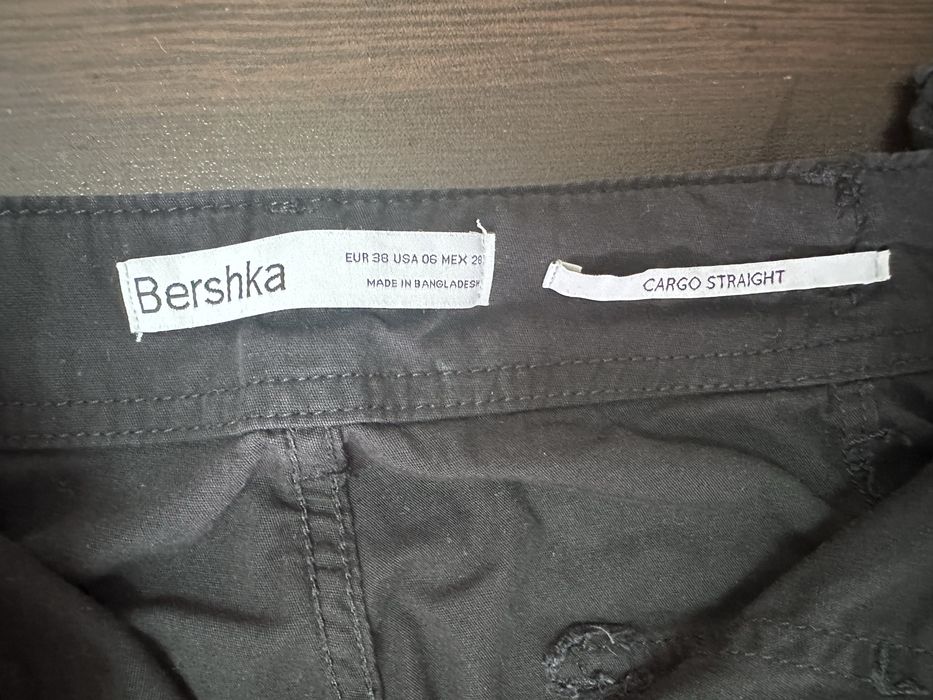 Bershka
EUR 38 USA 06 MEX 28
MADE IN BANGLADESH
CARGO STRAIGHT